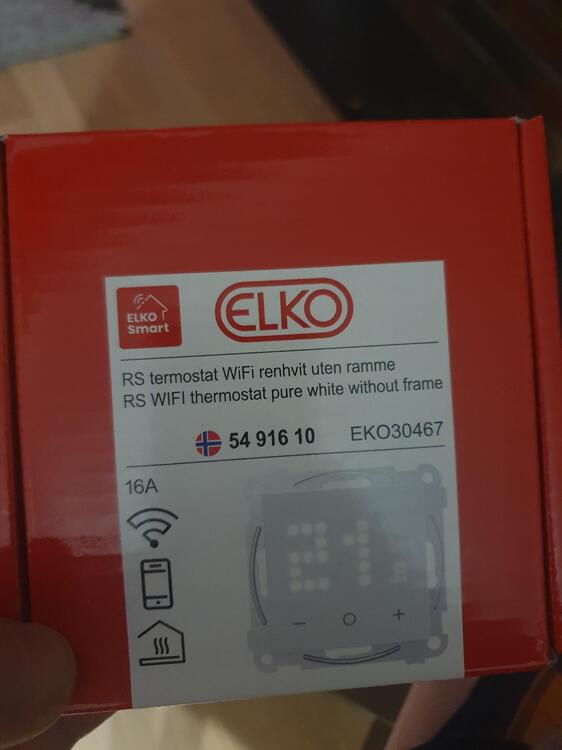 ELKO
Smart
ELKO
RS termostat WiFi renhvit uten ramme
RS WIFI thermostat pure white without frame
54 916 10 EKO30467
16A
21
− +